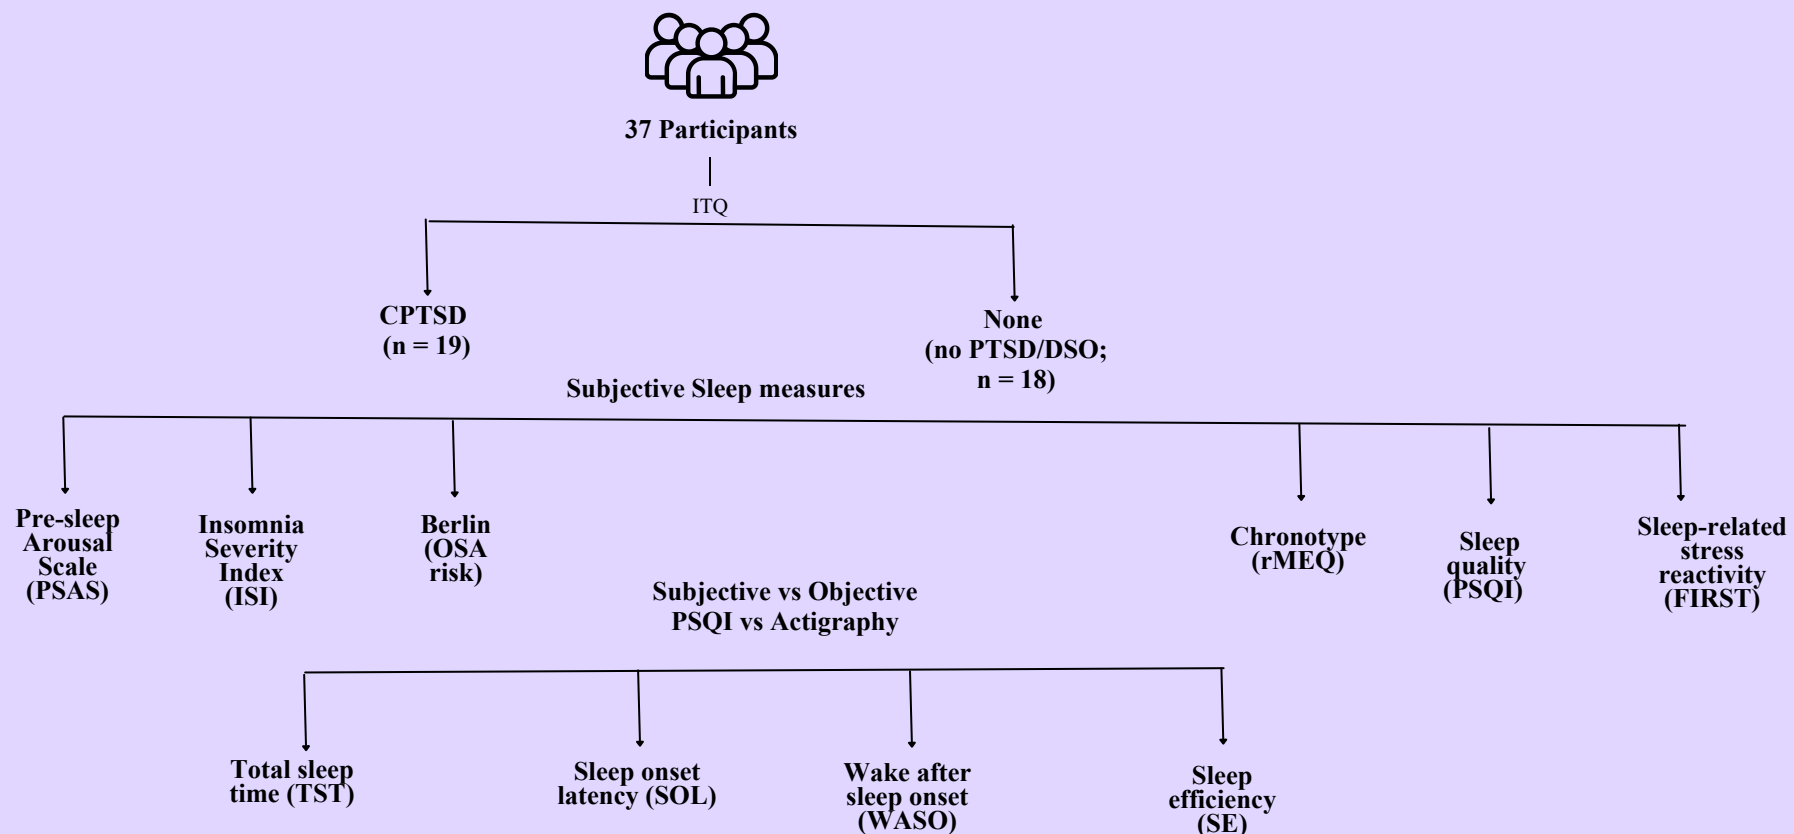 37 Participants
ITQ
CPTSD
(n = 19)
None
(no PTSD/DSO;
n = 18)
Subjective Sleep measures
Pre-sleep
Arousal
Scale
(PSAS)
Insomnia
Severity
Index
(ISI)
Berlin
(OSA
risk)
Chronotype
(rMEQ)
Sleep
quality
(PSQI)
Sleep-related
stress
reactivity
(FIRST)
Subjective vs Objective
PSQI vs Actigraphy
Total sleep
time (TST)
Sleep onset
latency (SOL)
Wake after
sleep onset
(WASO)
Sleep
efficiency
(SE)